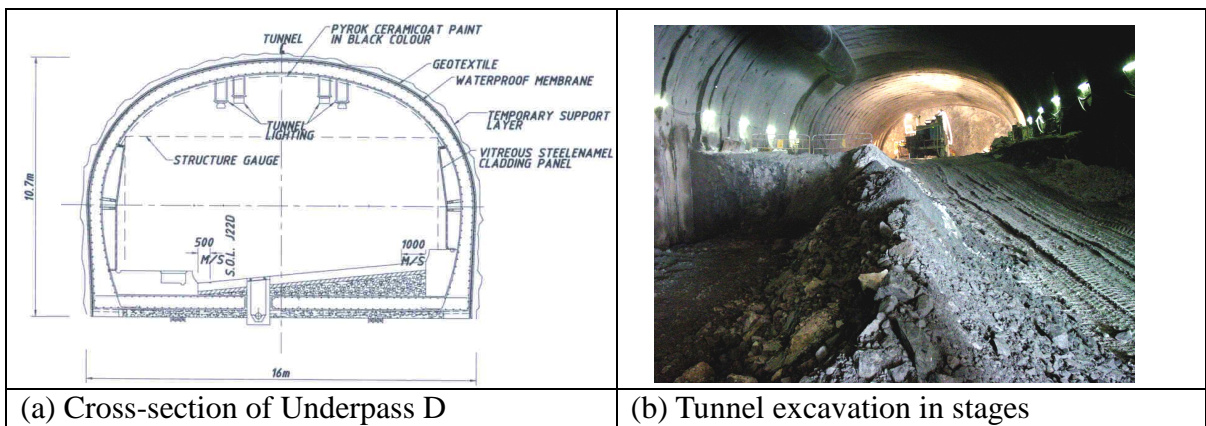 TUNNEL
℄
PYROK CERAMICOAT PAINT
IN BLACK COLOUR
GEOTEXTILE
WATERPROOF MEMBRANE
TEMPORARY SUPPORT
LAYER
TUNNEL
LIGHTING
STRUCTURE GAUGE
VITREOUS STEELENAMEL
CLADDING PANEL
10.7m
500
M/S
S.O.L. J22D
1000
M/S
16m
(a) Cross-section of Underpass D
(b) Tunnel excavation in stages